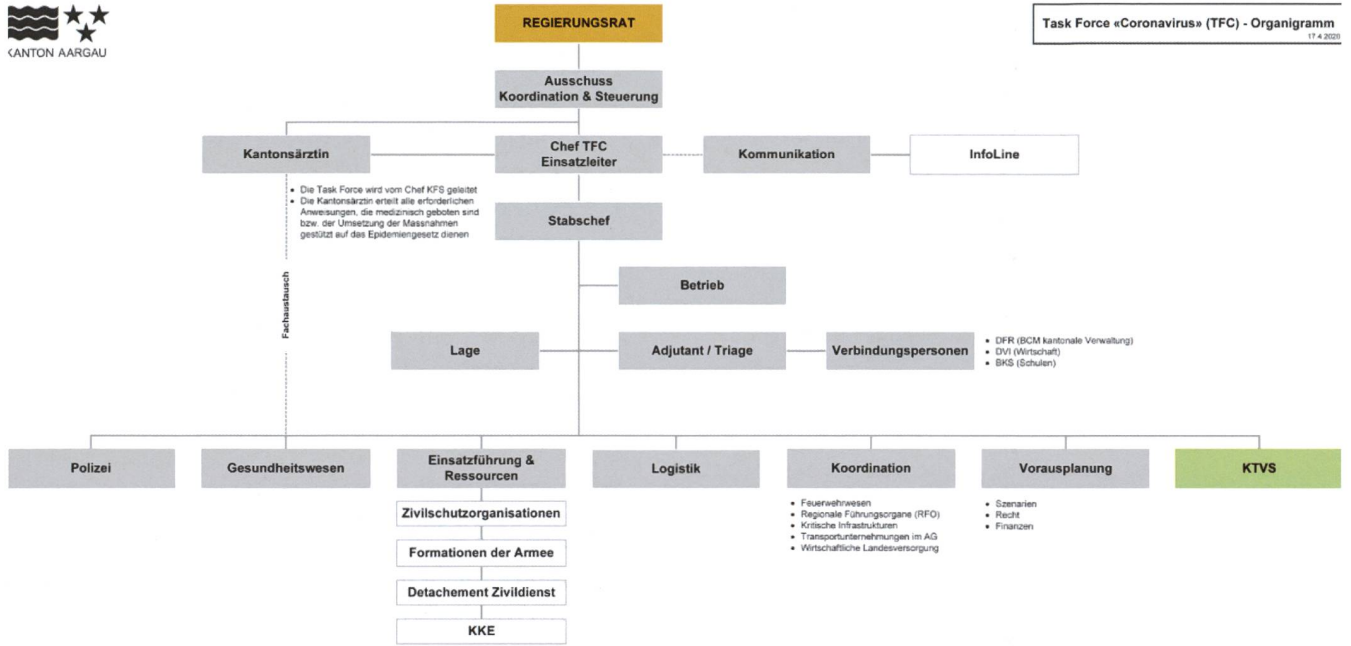 KANTON AARGAU
REGIERUNGSRAT
Task Force «Coronavirus» (TFC) - Organigramm
17.4.2020
Ausschuss
Koordination & Steuerung
Kantonsärztin
Chef TFC
Einsatzleiter
Kommunikation
InfoLine
• Die Task Force wird vom Chef KFS geleitet
• Die Kantonsärztin erteilt alle erforderlichen
Anweisungen, die medizinisch geboten sind
bzw. der Umsetzung der Massnahmen
gestützt auf das Epidemiengesetz dienen
Stabschef
Fachaustausch
Betrieb
Lage
Adjutant / Triage
Verbindungspersonen
• DFR (BCM kantonale Verwaltung)
• DVI (Wirtschaft)
• BKS (Schulen)
Polizei
Gesundheitswesen
Einsatzführung &
Ressourcen
Logistik
Koordination
Vorausplanung
KTVS
Zivilschutzorganisationen
Formationen der Armee
Detachement Zivildienst
KKE
• Feuerwehrwesen
• Regionale Führungsorgane (RFO)
• Kritische Infrastrukturen
• Transportunternehmungen im AG
• Wirtschaftliche Landesversorgung
• Szenarien
• Recht
• Finanzen